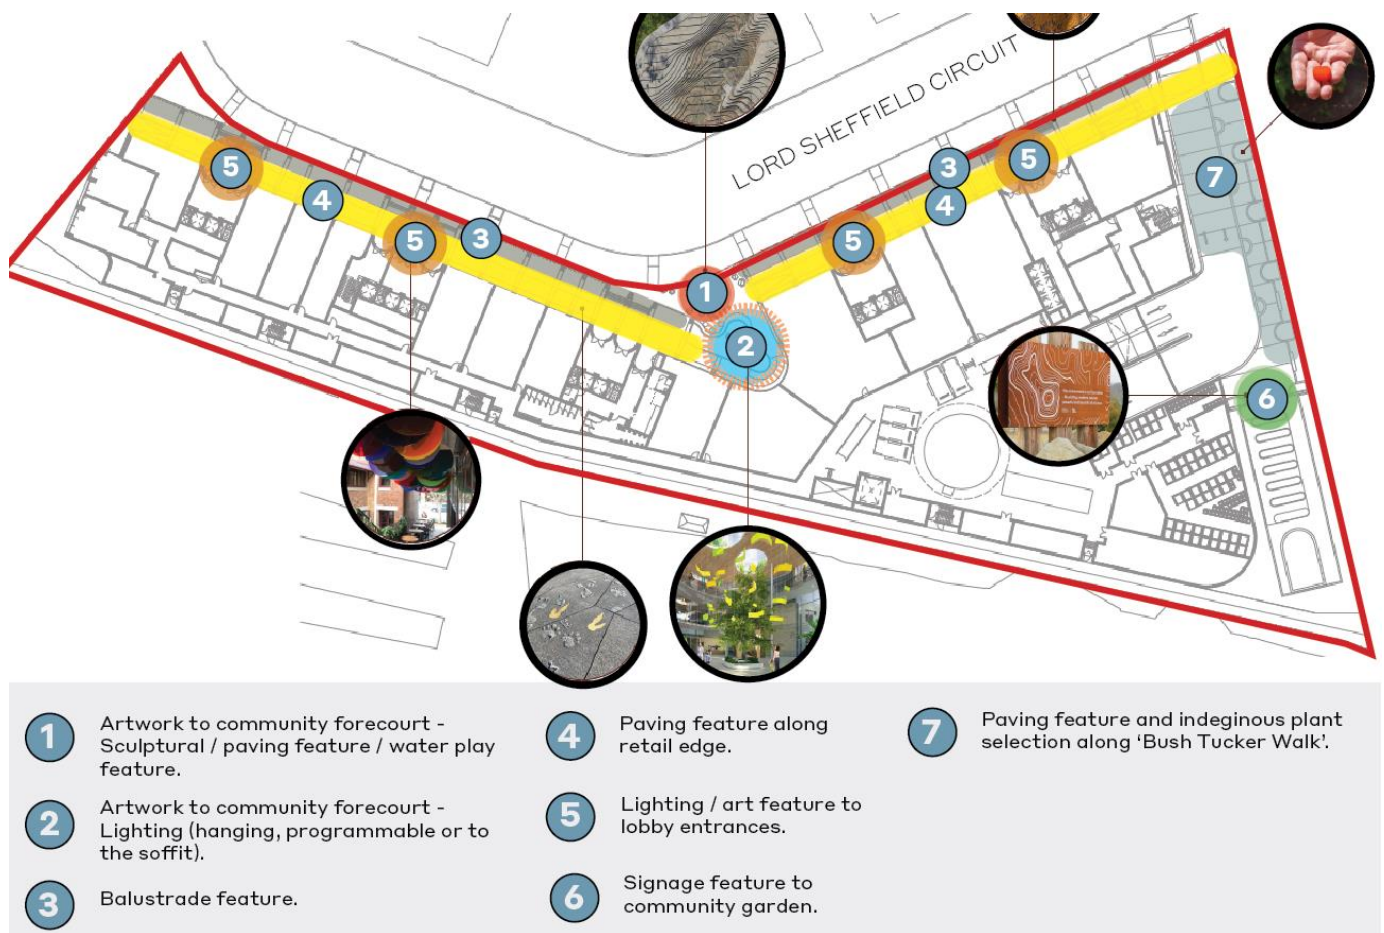 LORD SHEFFIELD CIRCUIT
5
4
5
3
1
2
5
4
3
5
7
6
1
Artwork to community forecourt -
Sculptural / paving feature / water play
feature.
2
Artwork to community forecourt -
Lighting (hanging, programmable or to
the soffit).
3
Balustrade feature.
4
Paving feature along
retail edge.
5
Lighting / art feature to
lobby entrances.
6
Signage feature to
community garden.
7
Paving feature and indeginous plant
selection along ‘Bush Tucker Walk’.